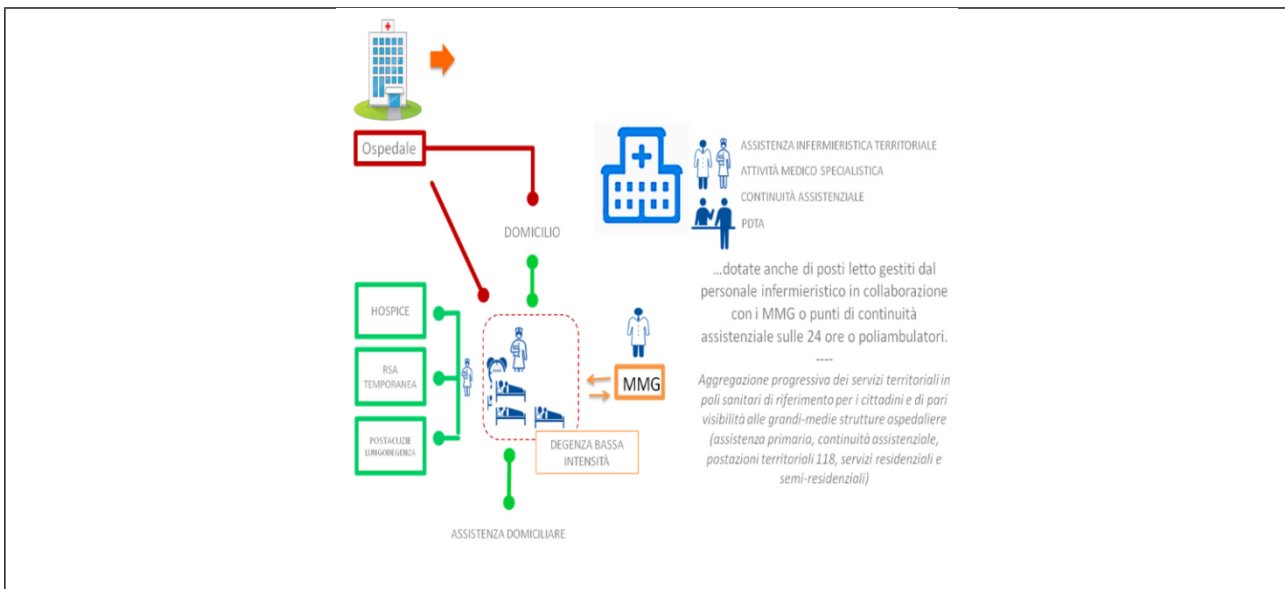 Ospedale
DOMICILIO
HOSPICE
RSA
TEMPORANEA
POSTACUZIE
LUNGODEGENZA
MMG
DEGENZA BASSA
INTENSITÀ
ASSISTENZA DOMICILIARE
ASSISTENZA INFERMIERISTICA TERRITORIALE
ATTIVITÀ MEDICO SPECIALISTICA
CONTINUITÀ ASSISTENZIALE
PDTA
...dotate anche di posti letto gestiti dal
personale infermieristico in collaborazione
con i MMG o punti di continuità
assistenziale sulle 24 ore o poliambulatori.
----
Aggregazione progressiva dei servizi territoriali in
poli sanitari di riferimento per i cittadini e di pari
visibilità alle grandi-medie strutture ospedaliere
(assistenza primaria, continuità assistenziale,
postazioni territoriali 118, servizi residenziali e
semi-residenziali)